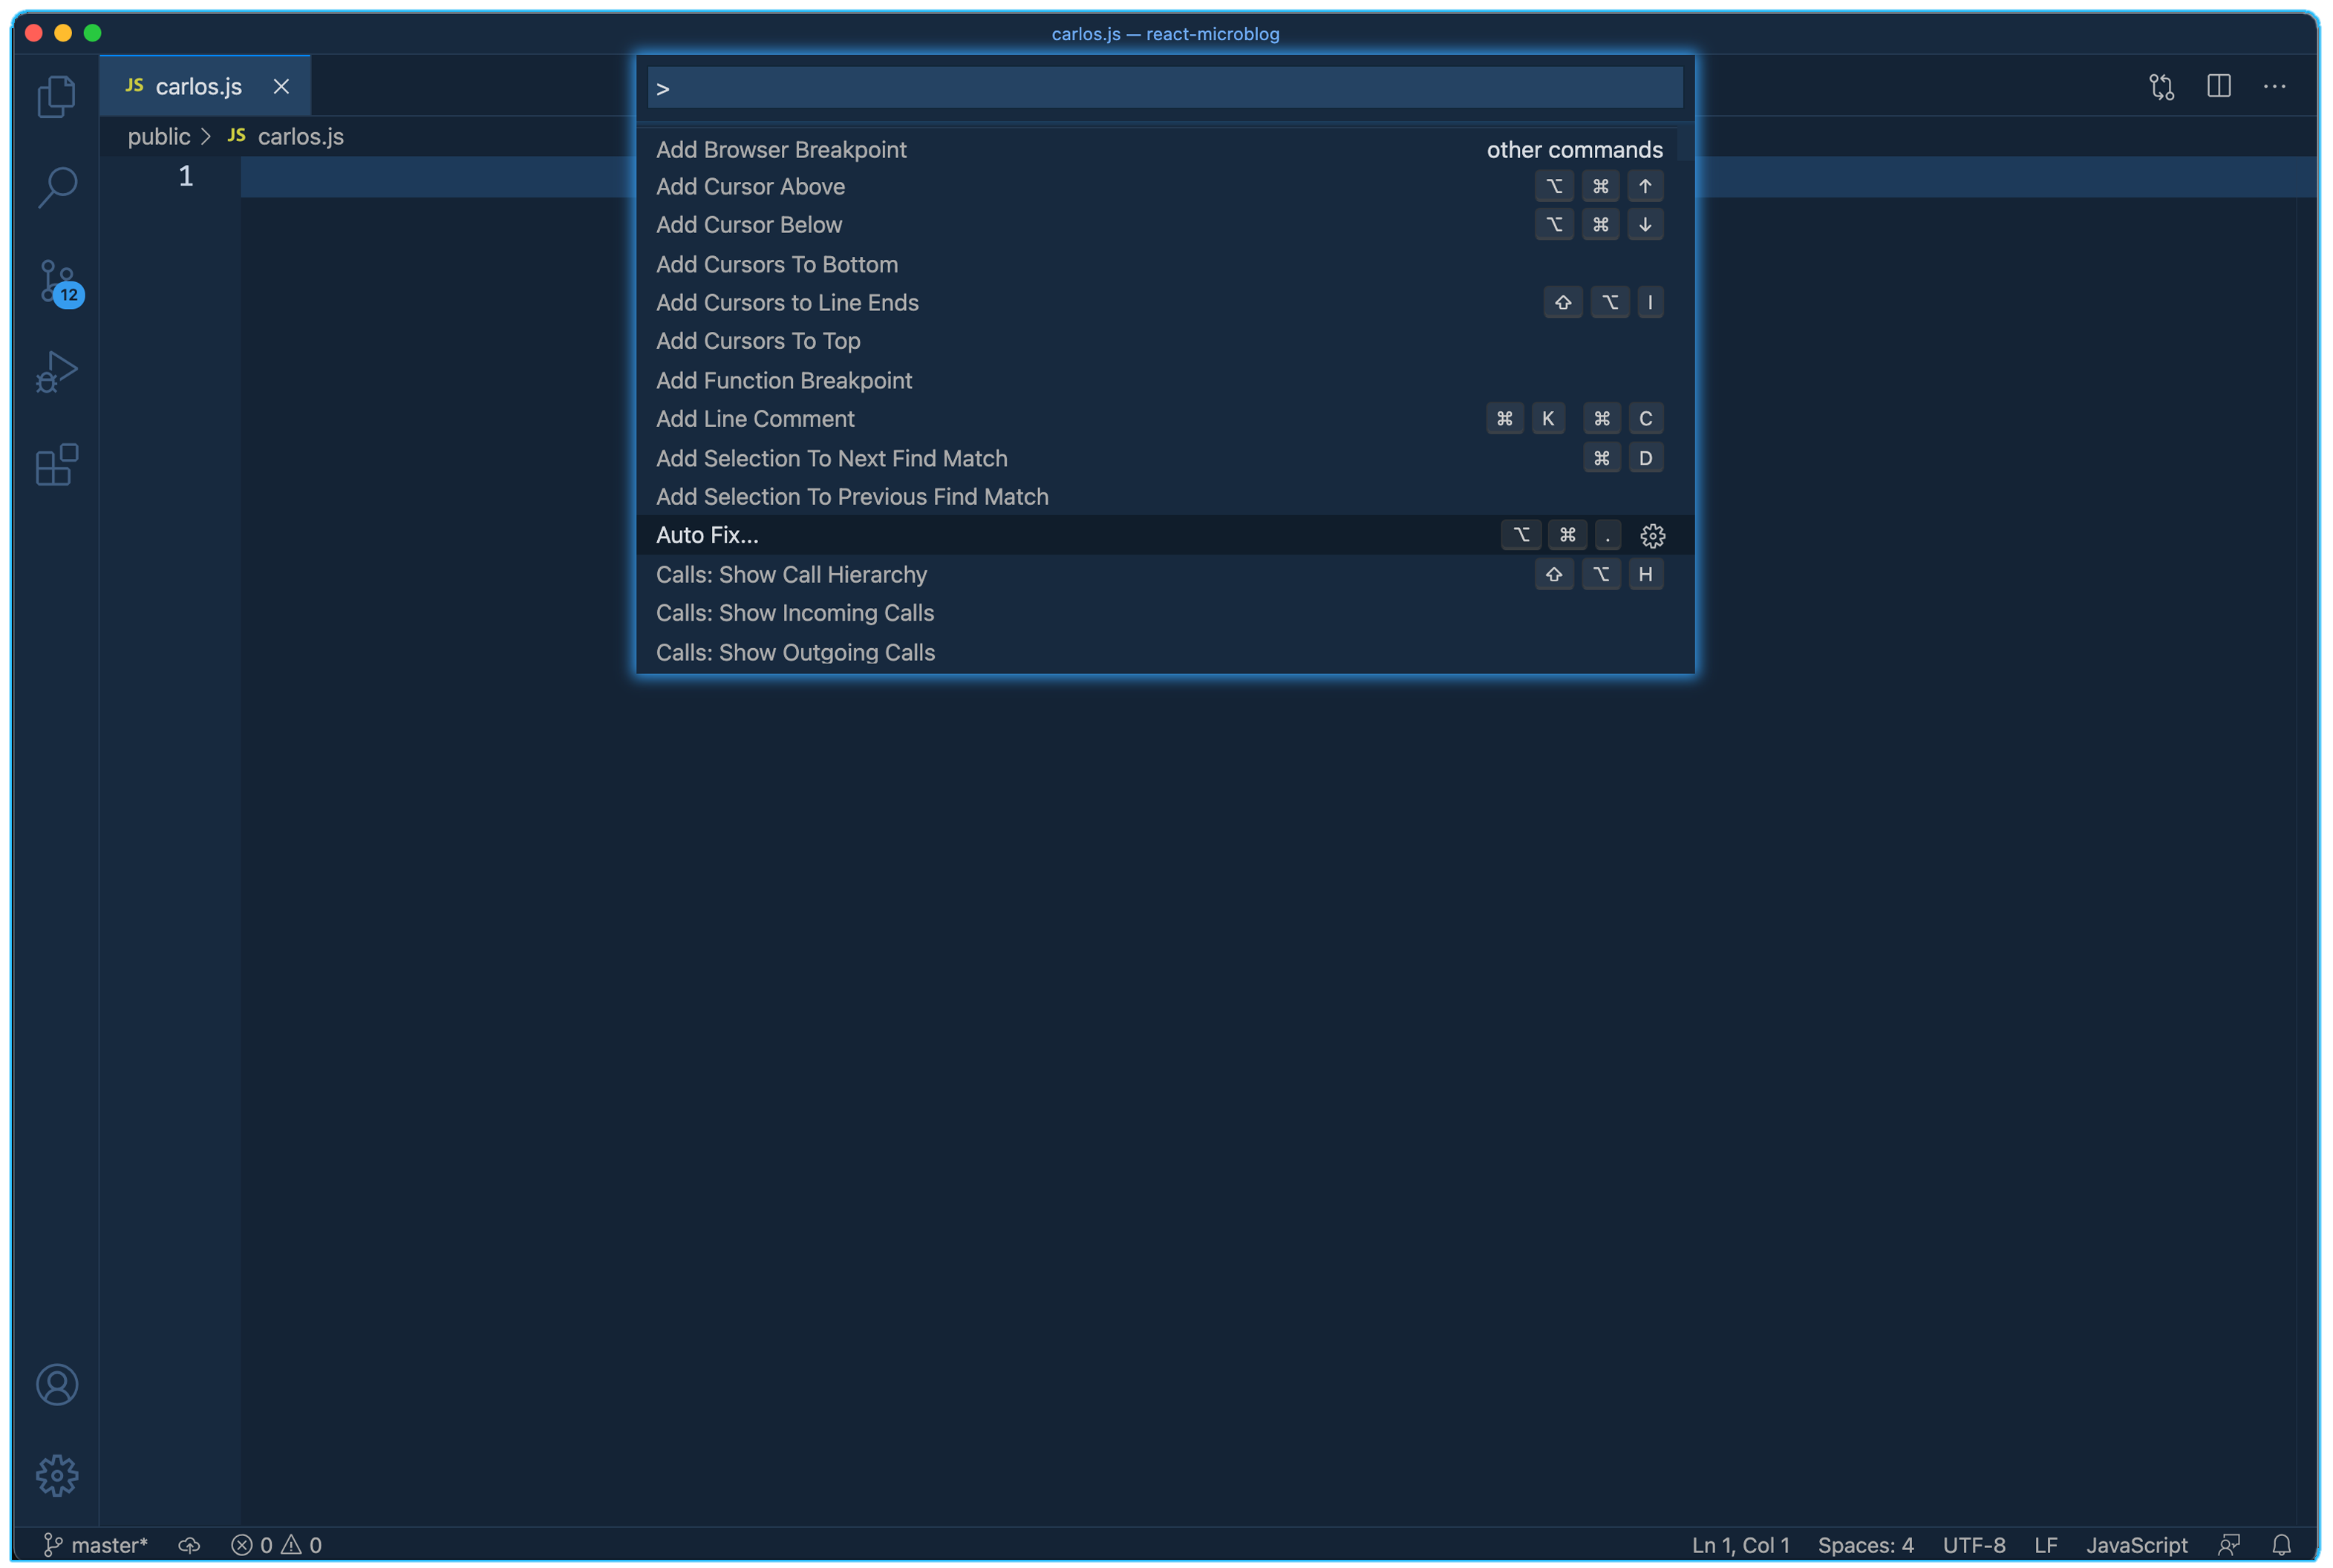 carlos.js — react-microblog
JS carlos.js
public > JS carlos.js
1
12
>
Add Browser Breakpoint other commands
Add Cursor Above ⌥ ⌘ ↑
Add Cursor Below ⌥ ⌘ ↓
Add Cursors To Bottom
Add Cursors to Line Ends ⇧ ⌥ I
Add Cursors To Top
Add Function Breakpoint
Add Line Comment ⌘ K ⌘ C
Add Selection To Next Find Match ⌘ D
Add Selection To Previous Find Match
Auto Fix... ⌥ ⌘ .
Calls: Show Call Hierarchy ⇧ ⌥ H
Calls: Show Incoming Calls
Calls: Show Outgoing Calls
master* 0 0 Ln 1, Col 1 Spaces: 4 UTF-8 LF JavaScript